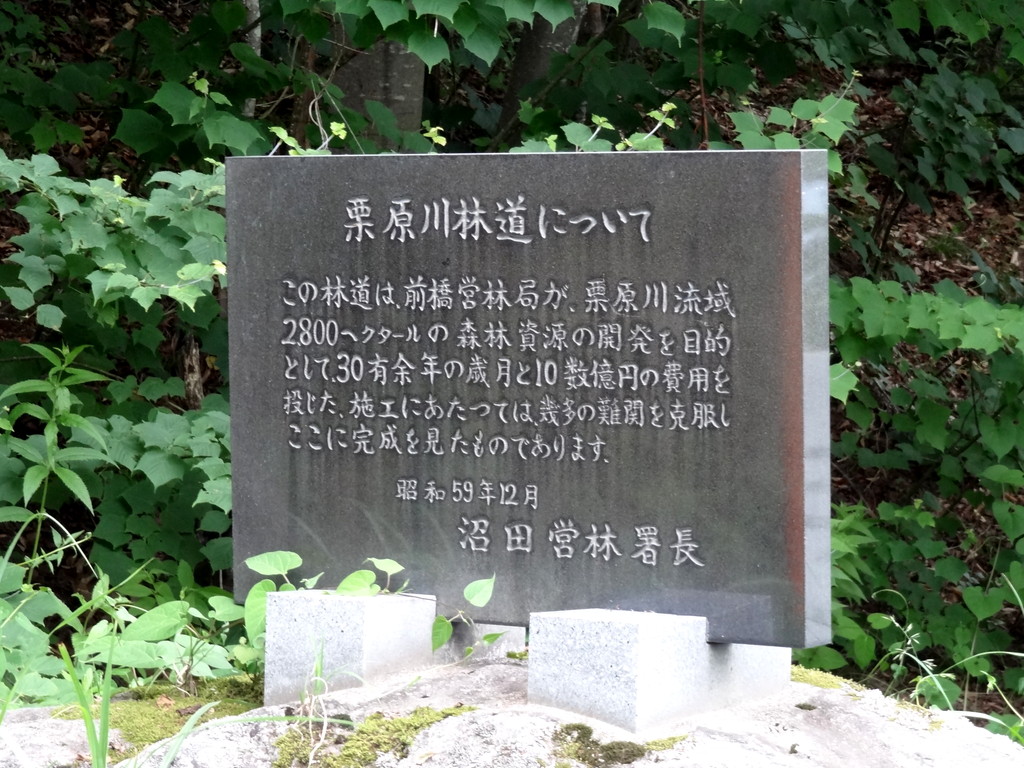 栗原川林道について
この林道は、前橋営林局が、栗原川流域
2800ヘクタールの森林資源の開発を目的
として、30有余年の歳月と10数億円の費用を
投じた、施工にあたつては、幾多の難関を克服し
ここに完成を見たものであります。
昭和59年12月
沼田営林署長